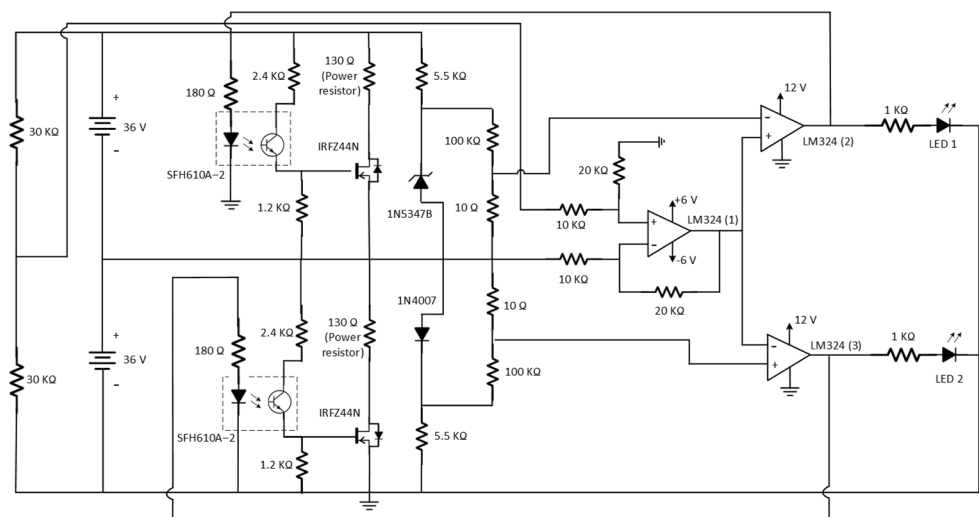 12 V
130 Ω
(Power
resistor)
2.4 KΩ
5.5 KΩ
180 Ω
+
36 V
-
30 KΩ
1 KΩ
LED 1
LM324 (2)
-
+
100 KΩ
IRFZ44N
SFH610A-2
20 KΩ
1.2 KΩ
1N5347B
10 Ω
10 KΩ
+6 V
LM324 (1)
+
-
-6 V
10 KΩ
20 KΩ
1N4007
10 Ω
12 V
130 Ω
(Power
resistor)
2.4 KΩ
180 Ω
+
36 V
-
30 KΩ
1 KΩ
LM324 (3)
-
+
LED 2
100 KΩ
IRFZ44N
SFH610A-2
5.5 KΩ
1.2 KΩ